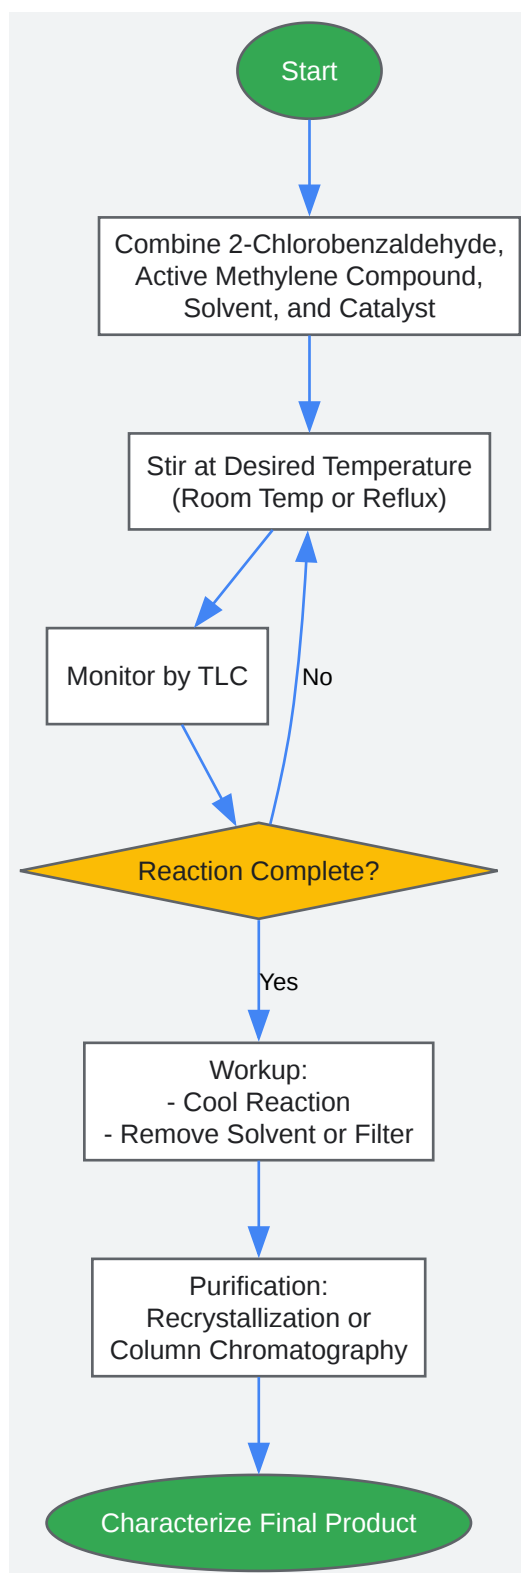 Start
Combine 2-Chlorobenzaldehyde,
Active Methylene Compound,
Solvent, and Catalyst
Stir at Desired Temperature
(Room Temp or Reflux)
Monitor by TLC
No
Reaction Complete?
Yes
Workup:
- Cool Reaction
- Remove Solvent or Filter
Purification:
Recrystallization or
Column Chromatography
Characterize Final Product